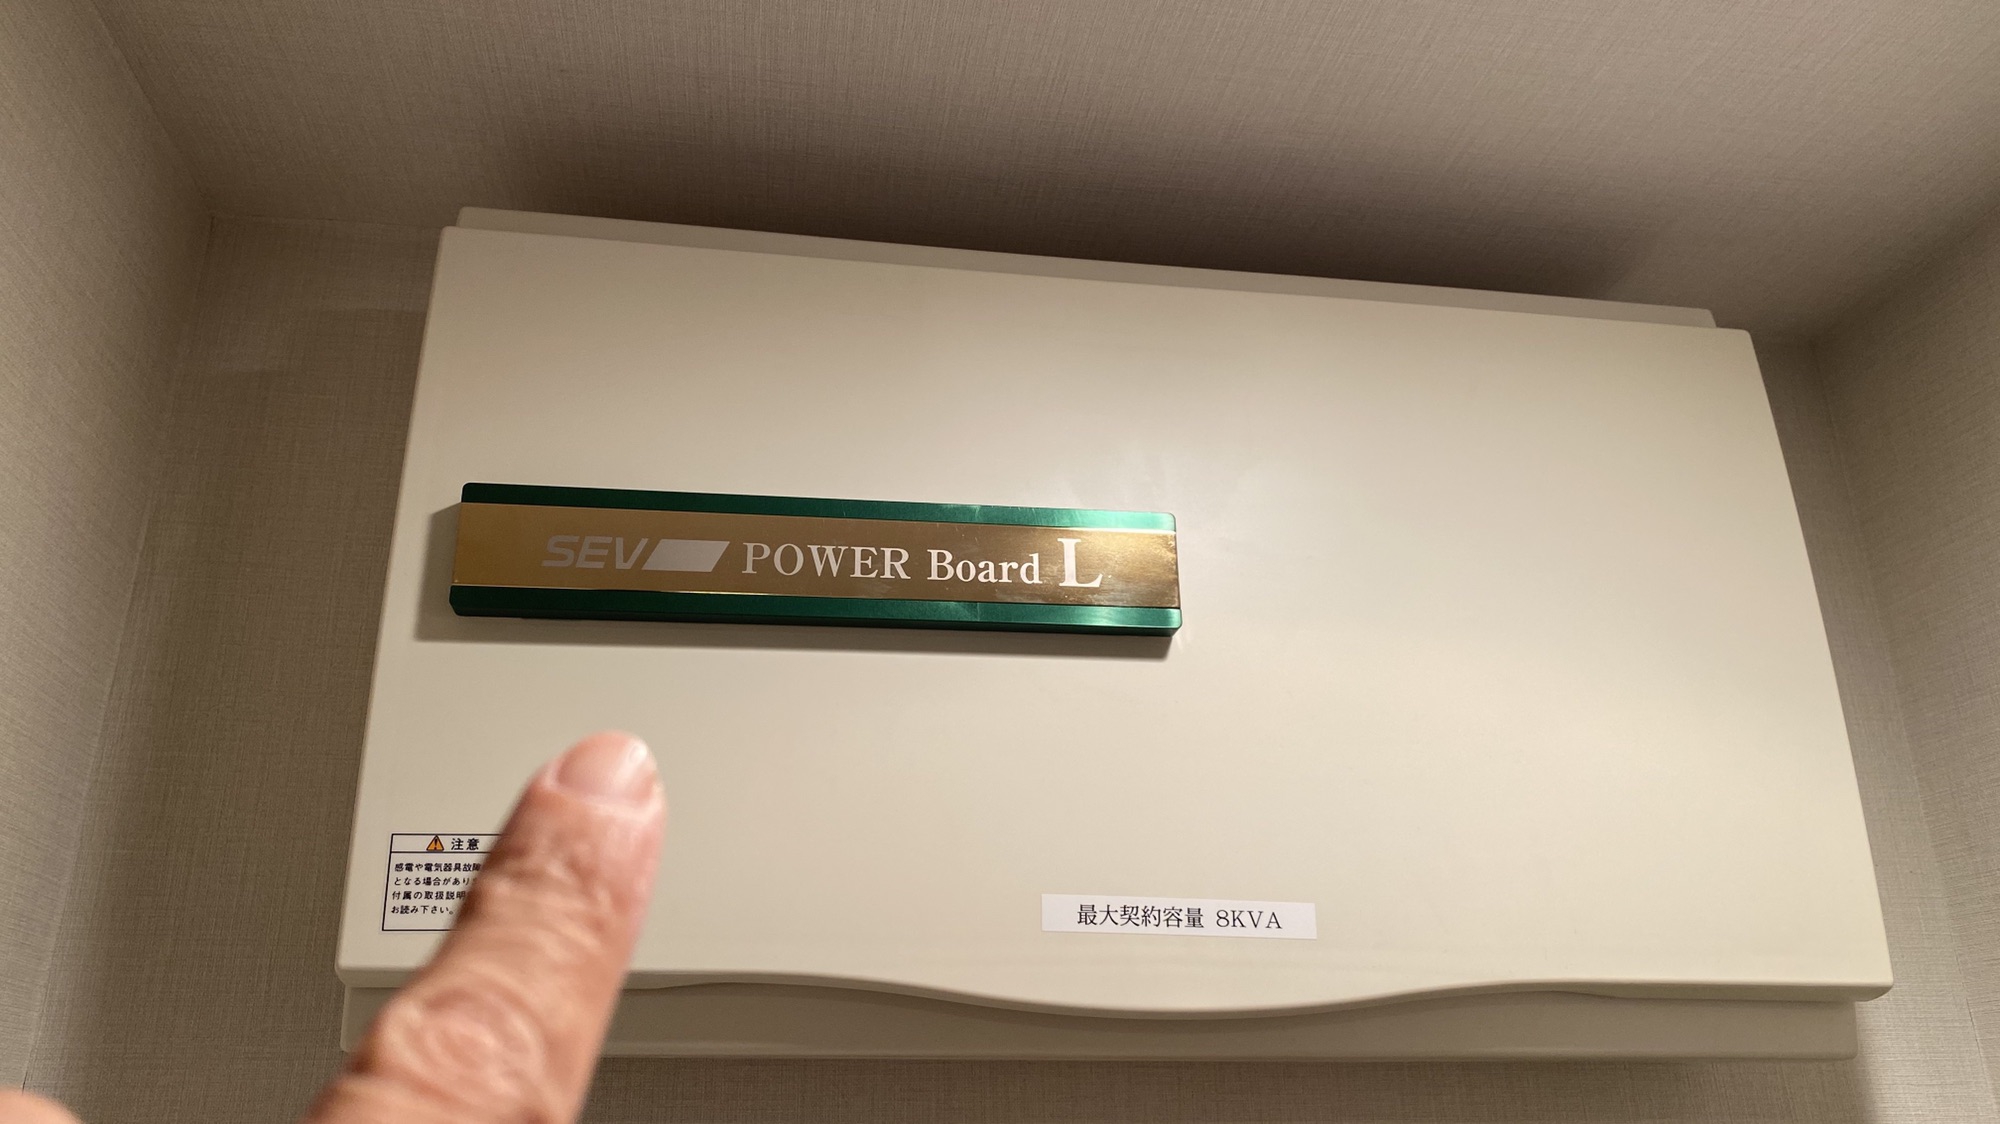 SEV POWER Board L
注意
感電や電気器具故障
となる場合があり
付属の取扱説明
お読み下さい。
最大契約容量 8KVA